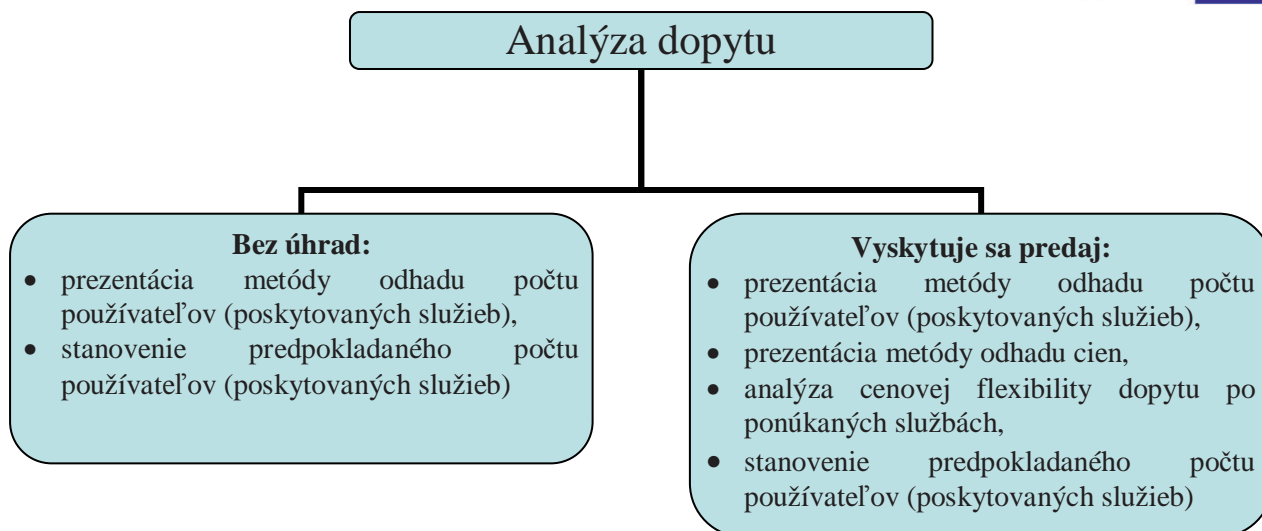 Analýza dopytu
Bez úhrad:
• prezentácia metódy odhadu počtu
používateľov (poskytovaných služieb),
• stanovenie predpokladaného počtu
používateľov (poskytovaných služieb)
Vyskytuje sa predaj:
• prezentácia metódy odhadu počtu
používateľov (poskytovaných služieb),
• prezentácia metódy odhadu cien,
• analýza cenovej flexibility dopytu po
ponúkaných službách,
• stanovenie predpokladaného počtu
používateľov (poskytovaných služieb)